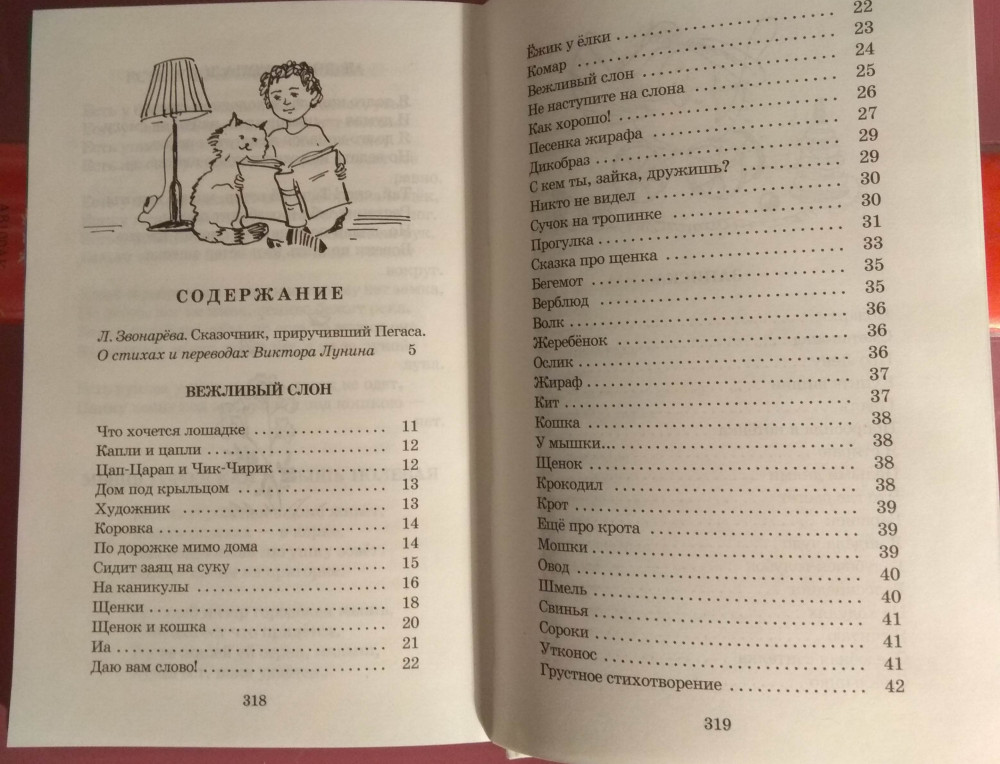 СОДЕРЖАНИЕ
Л. Звонарёва. Сказочник, приручивший Пегаса.
О стихах и переводах Виктора Лунина 5
ВЕЖЛИВЫЙ СЛОН
Что хочется лошадке . . . . . . . . . . 11
Капли и цапли . . . . . . . . . . 12
Цап-Царап и Чик-Чирик . . . . . . . . . . 12
Дом под крыльцом . . . . . . . . . . 13
Художник . . . . . . . . . . 13
Коровка . . . . . . . . . . 14
По дорожке мимо дома . . . . . . . . . . 14
Сидит заяц на суку . . . . . . . . . . 15
На каникулы . . . . . . . . . . 16
Щенки . . . . . . . . . . 18
Щенок и кошка . . . . . . . . . . 20
Иа . . . . . . . . . . 21
Даю вам слово! . . . . . . . . . . 22
318
Ёжик у ёлки . . . . . . . . . . 22
Комар . . . . . . . . . . 23
Вежливый слон . . . . . . . . . . 24
Не наступите на слона . . . . . . . . . . 25
Как хорошо! . . . . . . . . . . 26
Песенка жирафа . . . . . . . . . . 27
Дикобраз . . . . . . . . . . 29
С кем ты, зайка, дружишь? . . . . . . . . . . 29
Никто не видел . . . . . . . . . . 30
Сучок на тропинке . . . . . . . . . . 30
Прогулка . . . . . . . . . . 31
Сказка про щенка . . . . . . . . . . 33
Бегемот . . . . . . . . . . 35
Верблюд . . . . . . . . . . 35
Волк . . . . . . . . . . 36
Жеребёнок . . . . . . . . . . 36
Ослик . . . . . . . . . . 36
Жираф . . . . . . . . . . 37
Кит . . . . . . . . . . 37
Кошка . . . . . . . . . . 38
У мышки... . . . . . . . . . . 38
Щенок . . . . . . . . . . 38
Крокодил . . . . . . . . . . 38
Крот . . . . . . . . . . 39
Ещё про крота . . . . . . . . . . 39
Мошки . . . . . . . . . . 39
Овод . . . . . . . . . . 40
Шмель . . . . . . . . . . 40
Свинья . . . . . . . . . . 41
Сороки . . . . . . . . . . 41
Утконос . . . . . . . . . . 41
Грустное стихотворение . . . . . . . . . . 42
319